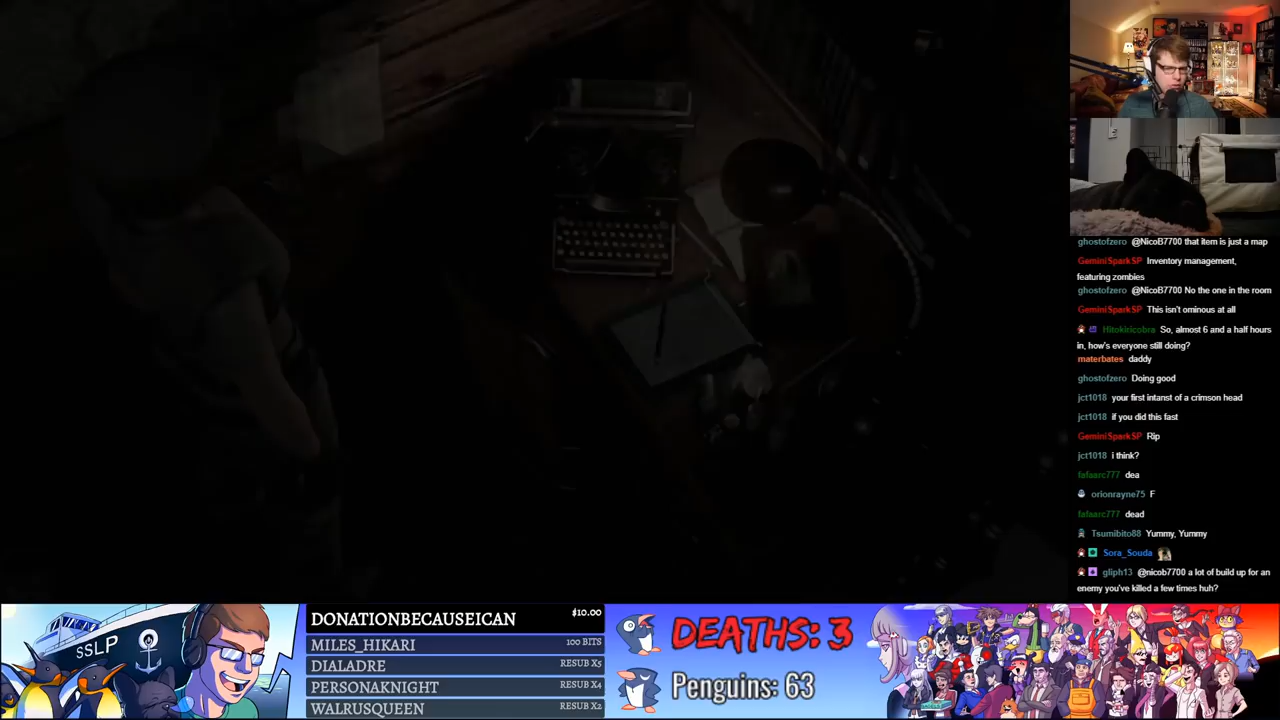 ghostofzero @NicoB7700 that item is just a map
GeminiSparkSP Inventory management,
featuring zombies
ghostofzero @NicoB7700 No the one in the room
GeminiSparkSP This isn't ominous at all
Hitokiricobra So, almost 6 and a half hours
in, how's everyone still doing?
materbates daddy
ghostofzero Doing good
jct1018 your first intanst of a crimson head
jct1018 if you did this fast
GeminiSparkSP Rip
jct1018 i think?
fafaarc777 dea
orionrayne75 F
fafaarc777 dead
Tsumibito88 Yummy, Yummy
Sora_Souda
gliph13 @nicob7700 a lot of build up for an
enemy you've killed a few times huh?
SSLP
DONATIONBECAUSEICAN $10.00
MILES_HIKARI 100 BITS
DIALADRE RESUB X5
PERSONAKNIGHT RESUB X4
WALRUSQUEEN RESUB X2
DEATHS: 3
Penguins: 63